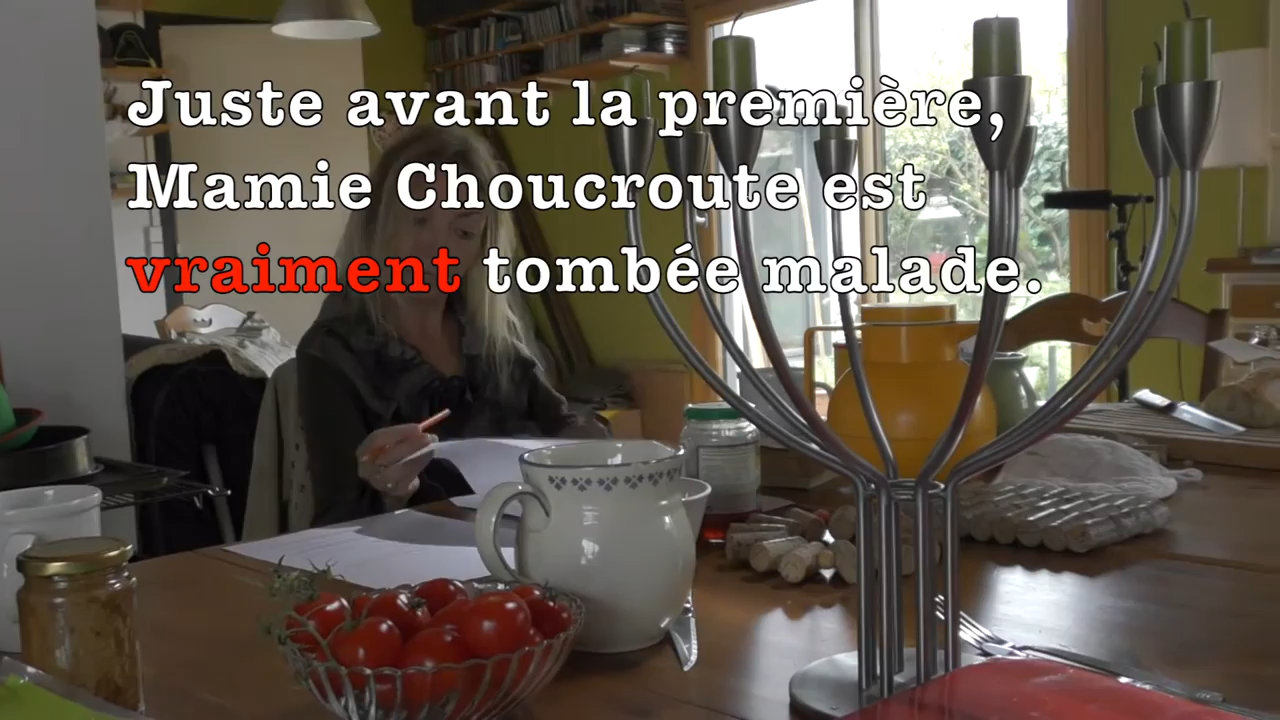 Juste avant la première,
Mamie Choucroute est
vraiment tombée malade.